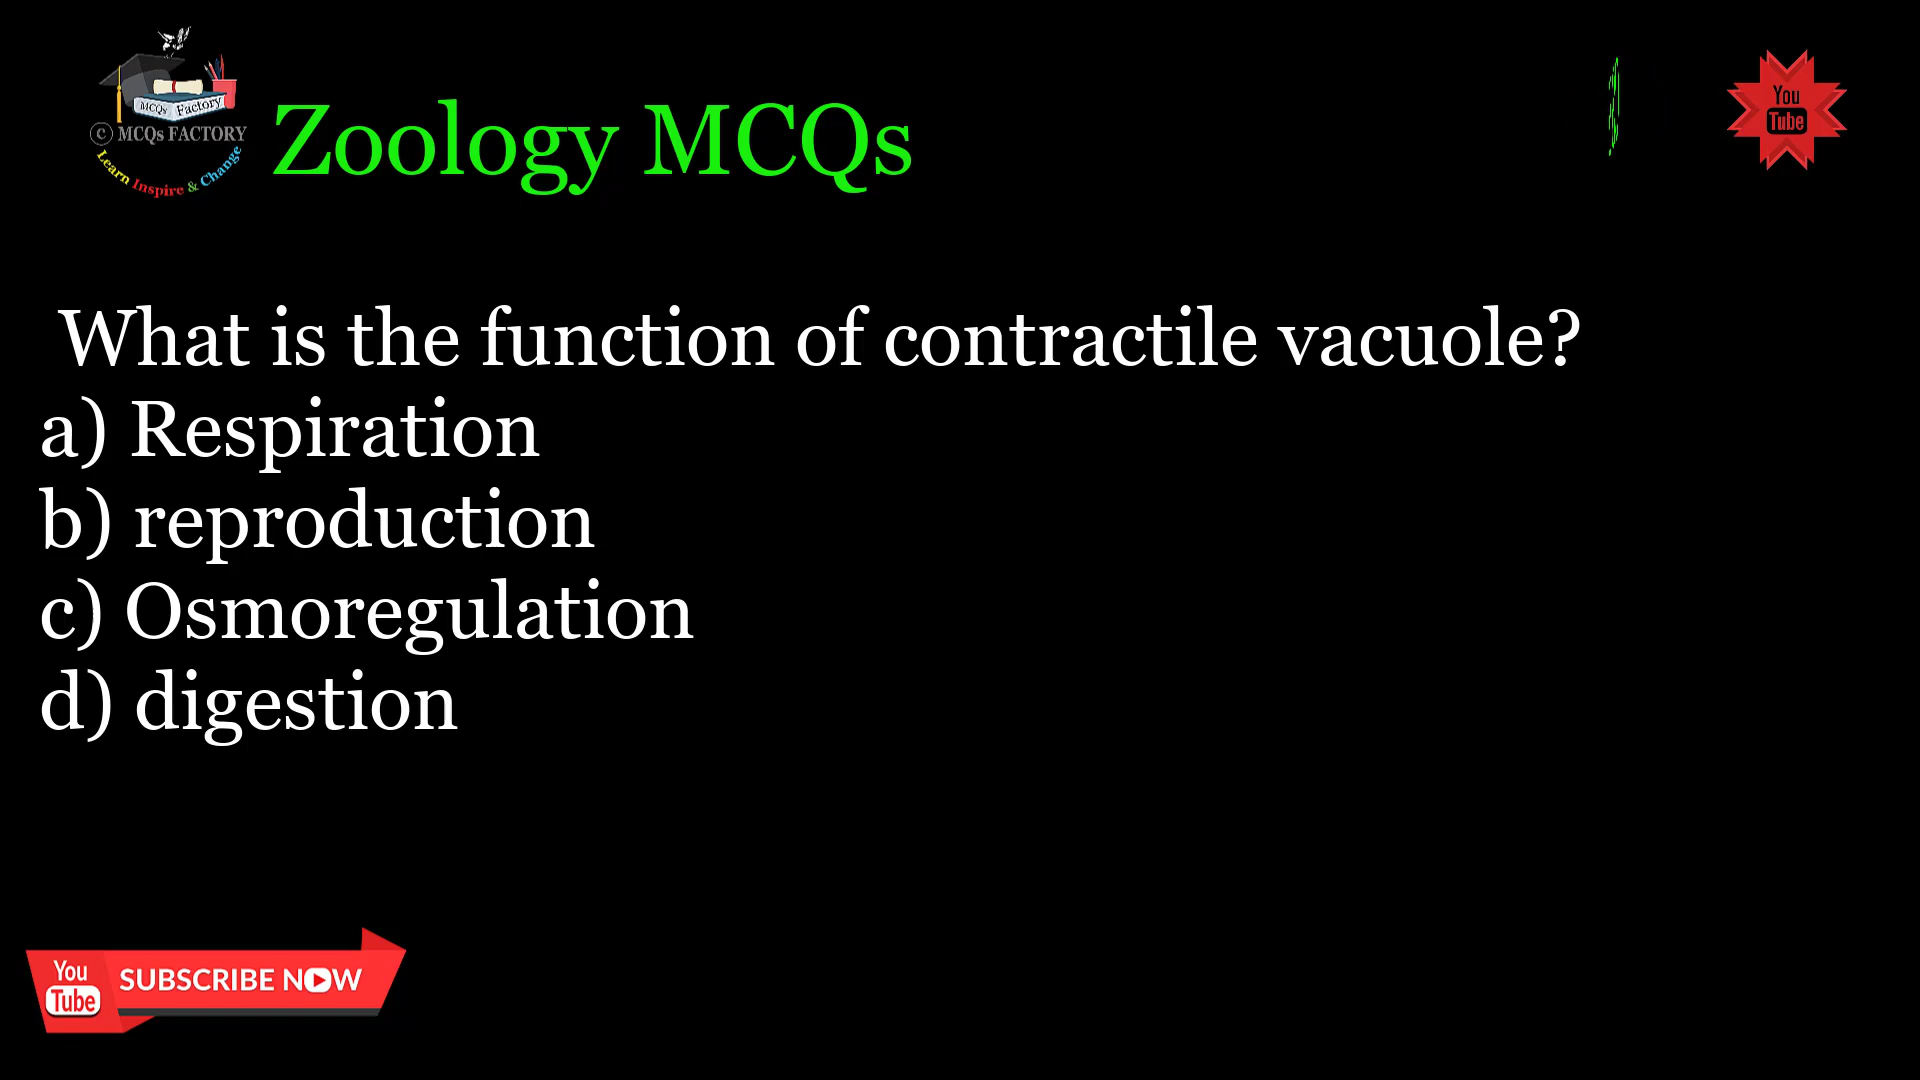 MCQs Factory
© MCQs FACTORY
Learn Inspire & Change
Zoology MCQs
You
Tube
What is the function of contractile vacuole?
a) Respiration
b) reproduction
c) Osmoregulation
d) digestion
You
Tube
SUBSCRIBE NOW